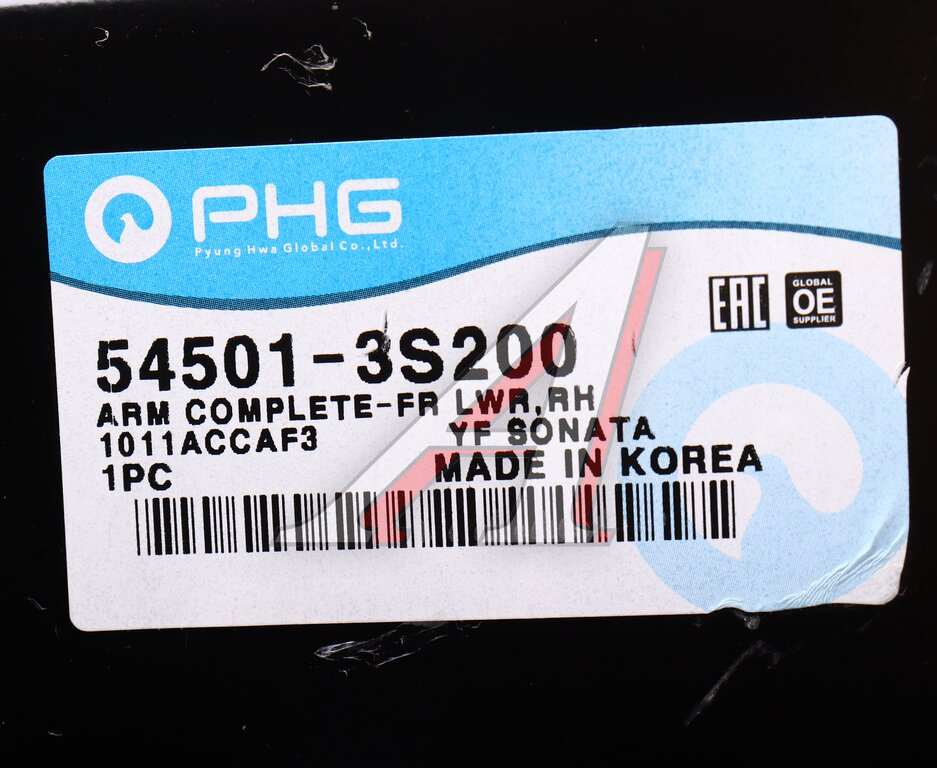 PHG
Pyung Hwa Global Co.,Ltd.
EAC
GLOBAL
OE
SUPPLIER
54501-3S200
ARM COMPLETE-FR LWR,RH
1011ACCAF3 YF SONATA
1PC MADE IN KOREA